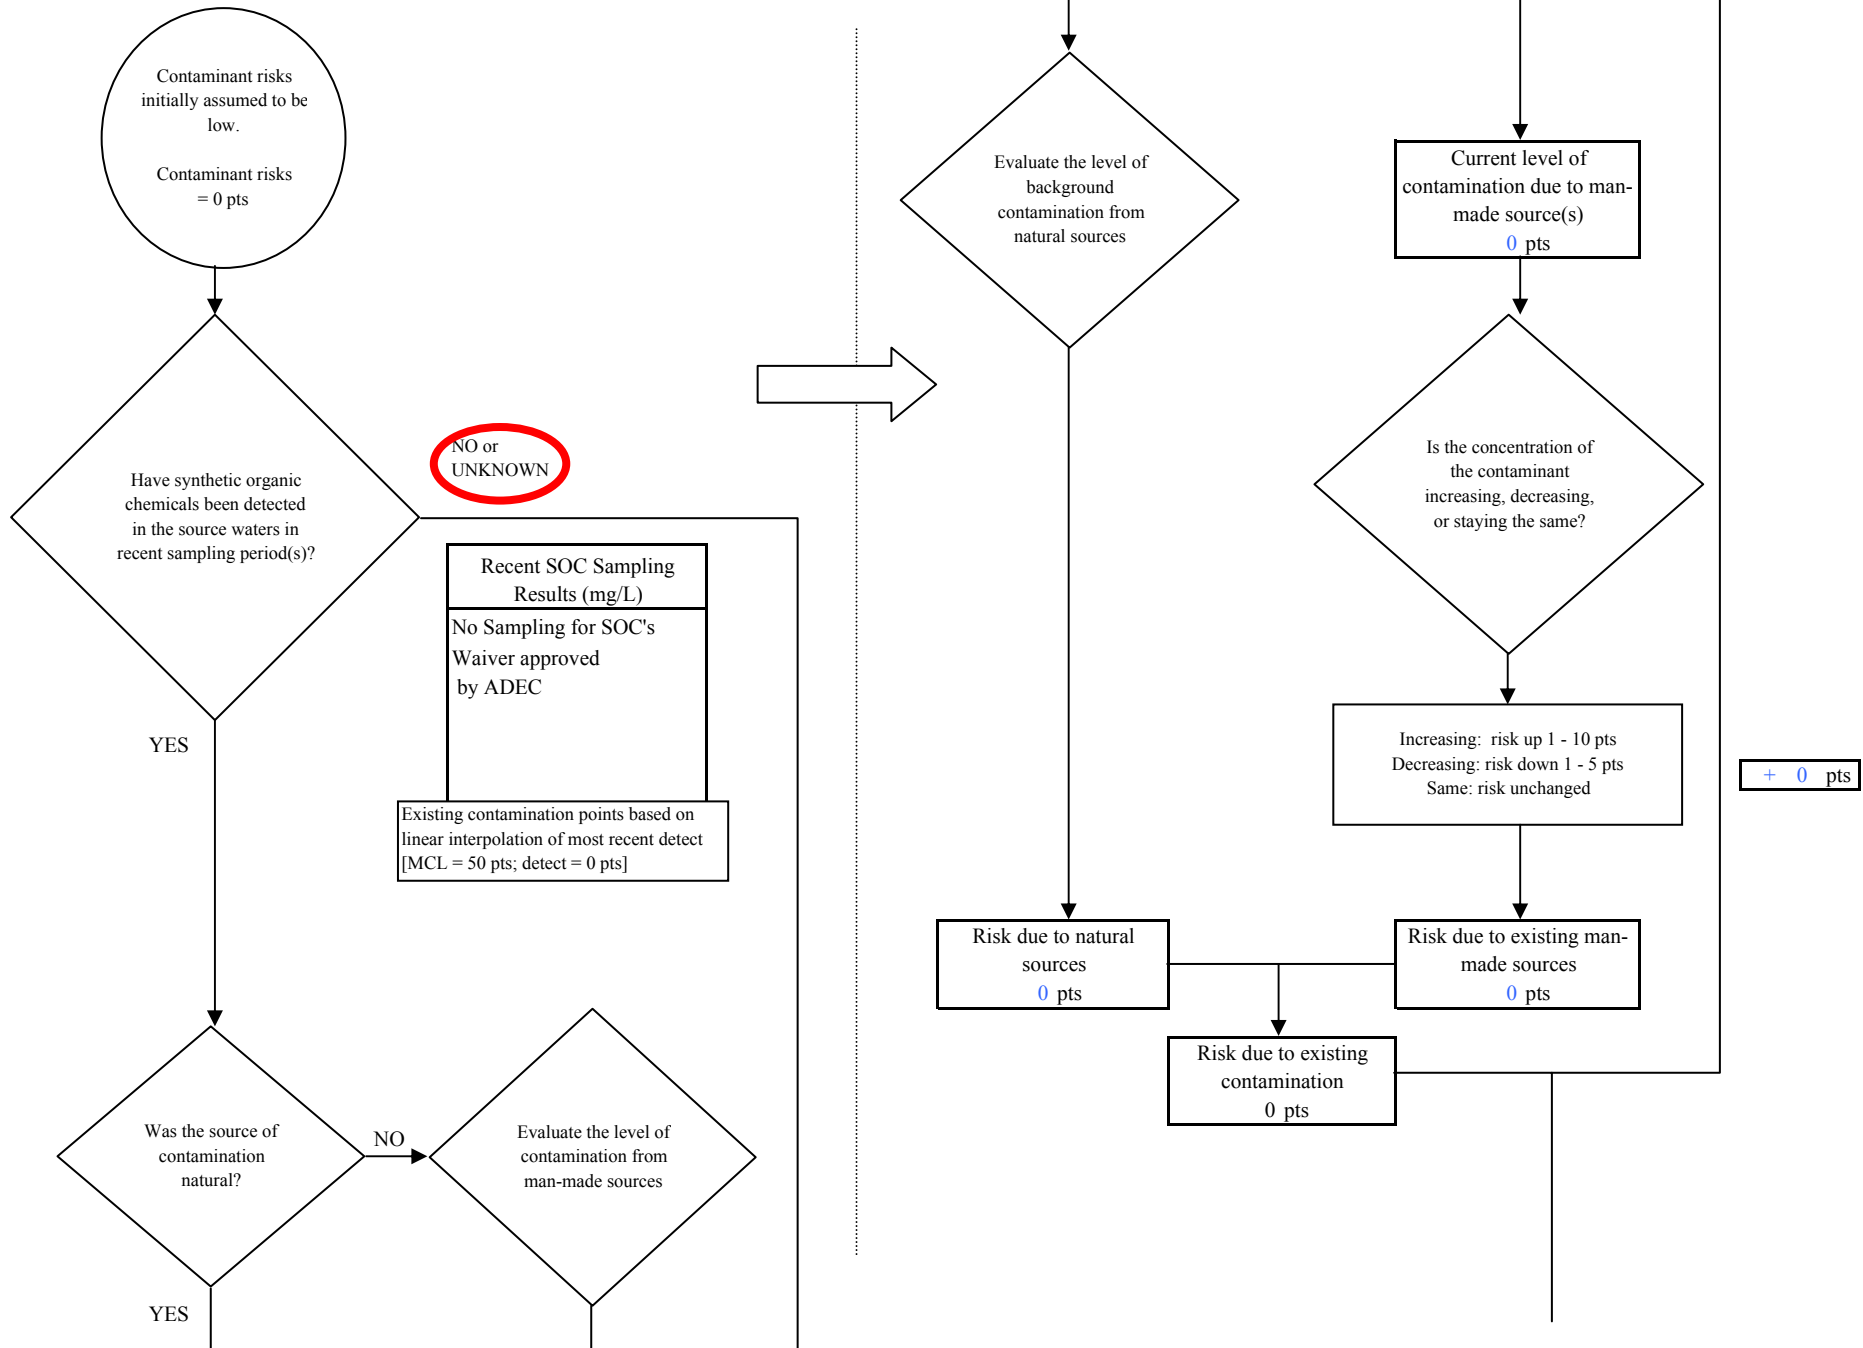 Contaminant risks
initially assumed to be
low.
Contaminant risks
= 0 pts
Have synthetic organic
chemicals been detected
in the source waters in
recent sampling period(s)?
NO or
UNKNOWN
Recent SOC Sampling
Results (mg/L)
No Sampling for SOC's
Waiver approved
by ADEC
Existing contamination points based on
linear interpolation of most recent detect
[MCL = 50 pts; detect = 0 pts]
YES
Was the source of
contamination
natural?
NO
Evaluate the level of
contamination from
man-made sources
YES
Evaluate the level of
background
contamination from
natural sources
Current level of
contamination due to man-
made source(s)
0 pts
Is the concentration of
the contaminant
increasing, decreasing,
or staying the same?
Increasing: risk up 1 - 10 pts
Decreasing: risk down 1 - 5 pts
Same: risk unchanged
+ 0 pts
Risk due to natural
sources
0 pts
Risk due to existing man-
made sources
0 pts
Risk due to existing
contamination
0 pts